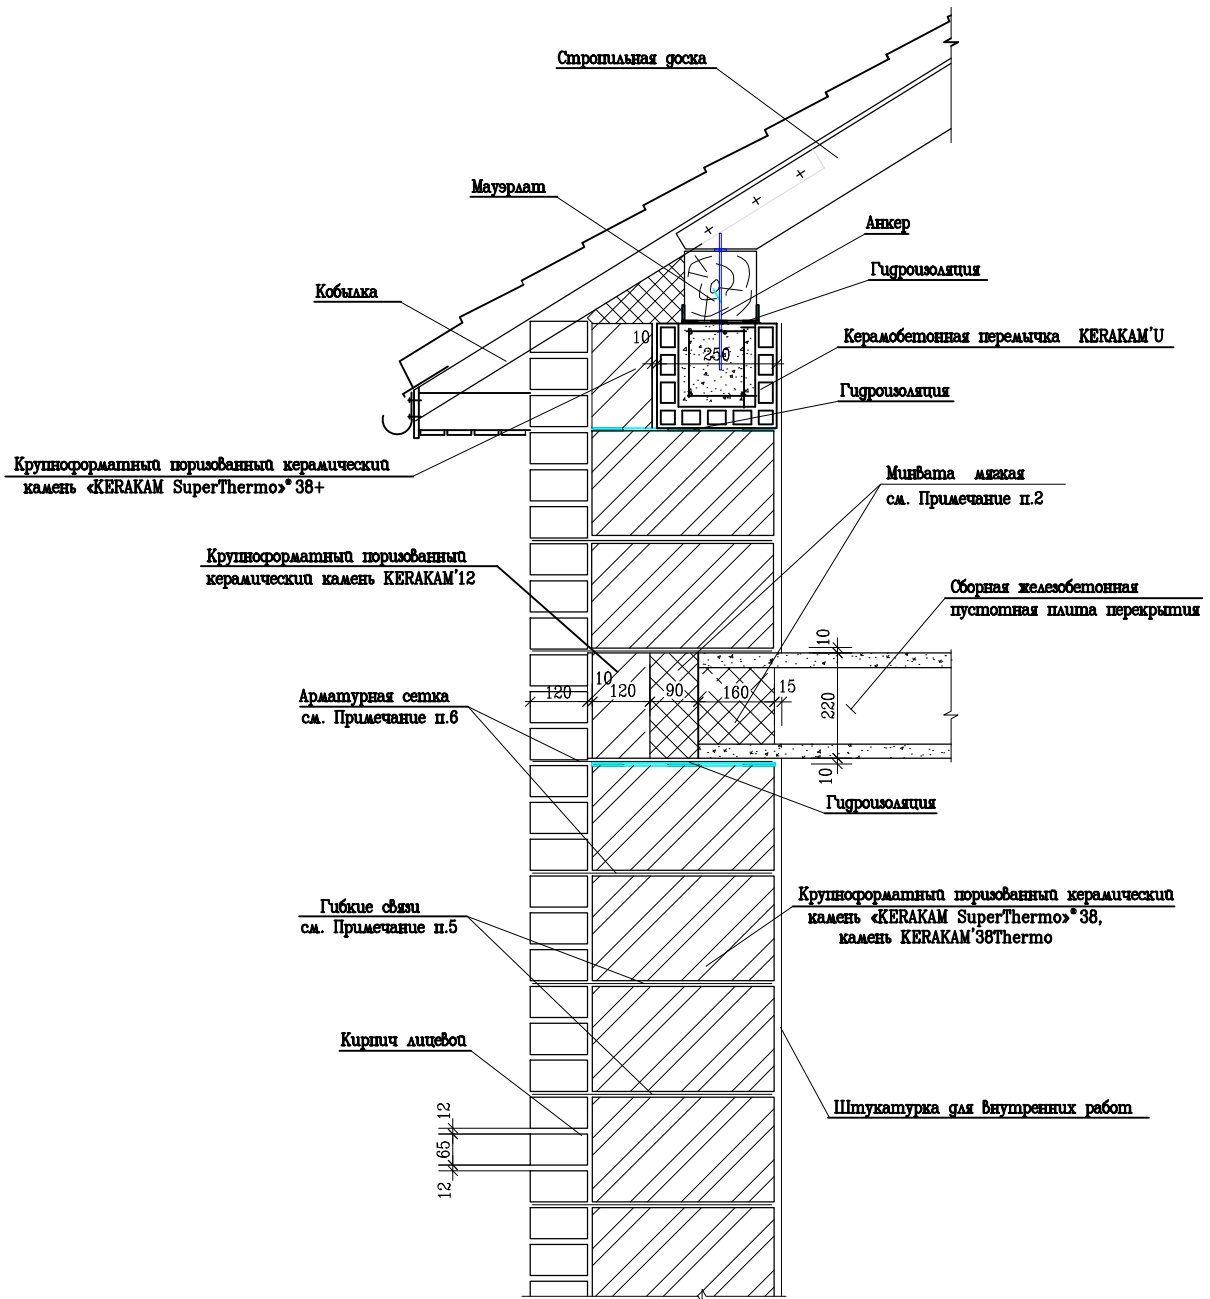 Стропильная доска
Мауэрлат
Анкер
Гидроизоляция
Кобылка
Керамобетонная перемычка KERAKAM'U
10
250
Гидроизоляция
Крупноформатный поризованный керамический
камень «KERAKAM SuperThermo»® 38+
Минвата мягкая
см. Примечание п.2
Крупноформатный поризованный
керамический камень KERAKAM'12
Сборная железобетонная
пустотная плита перекрытия
10
10
15
120
120
90
160
220
10
Арматурная сетка
см. Примечание п.6
Гидроизоляция
Крупноформатный поризованный керамический
камень «KERAKAM SuperThermo»® 38,
камень KERAKAM'38Thermo
Гибкие связи
см. Примечание п.5
Кирпич лицевой
Штукатурка для внутренних работ
12
65
12